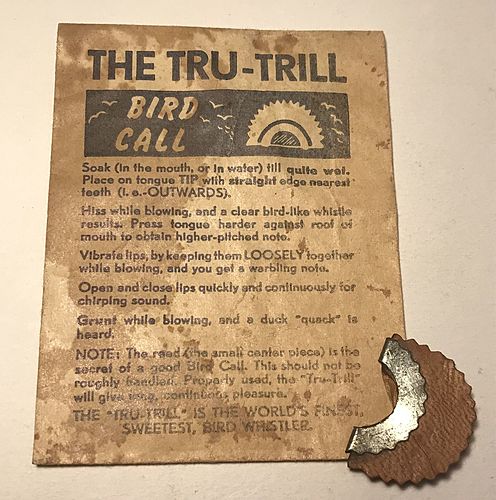 THE TRU-TRILL
BIRD
CALL
Soak (in the mouth, or in water) till quite wet.
Place on tongue TIP with straight edge nearest
teeth (i. e.-OUTWARDS).
Hiss while blowing, and a clear bird-like whistle
results. Press tongue harder against roof of
mouth to obtain higher-pitched note.
Vibrate lips, by keeping them LOOSELY together
while blowing, and you get a warbling note.
Open and close lips quickly and continuously for
chirping sound.
Grunt while blowing, and a duck "quack" is
heard.
NOTE: The reed (the small center piece) is the
secret of a good Bird Call. This should not be
roughly handled. Properly used, the "Tru-Trill"
will give long, continuous pleasure.
THE "TRU-TRILL" IS THE WORLD'S FINEST,
SWEETEST, BIRD WHISTLER.